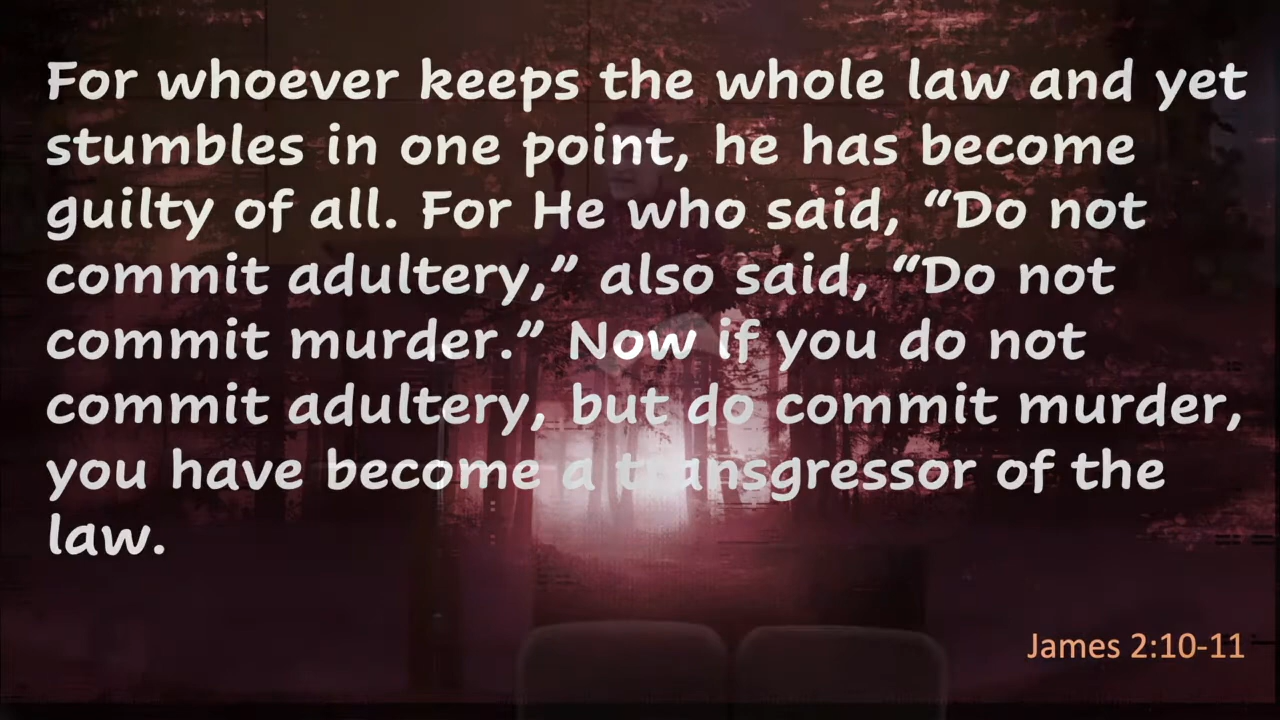 For whoever keeps the whole law and yet
stumbles in one point, he has become
guilty of all. For He who said, “Do not
commit adultery,” also said, “Do not
commit murder.” Now if you do not
commit adultery, but do commit murder,
you have become a transgressor of the
law.
James 2:10-11